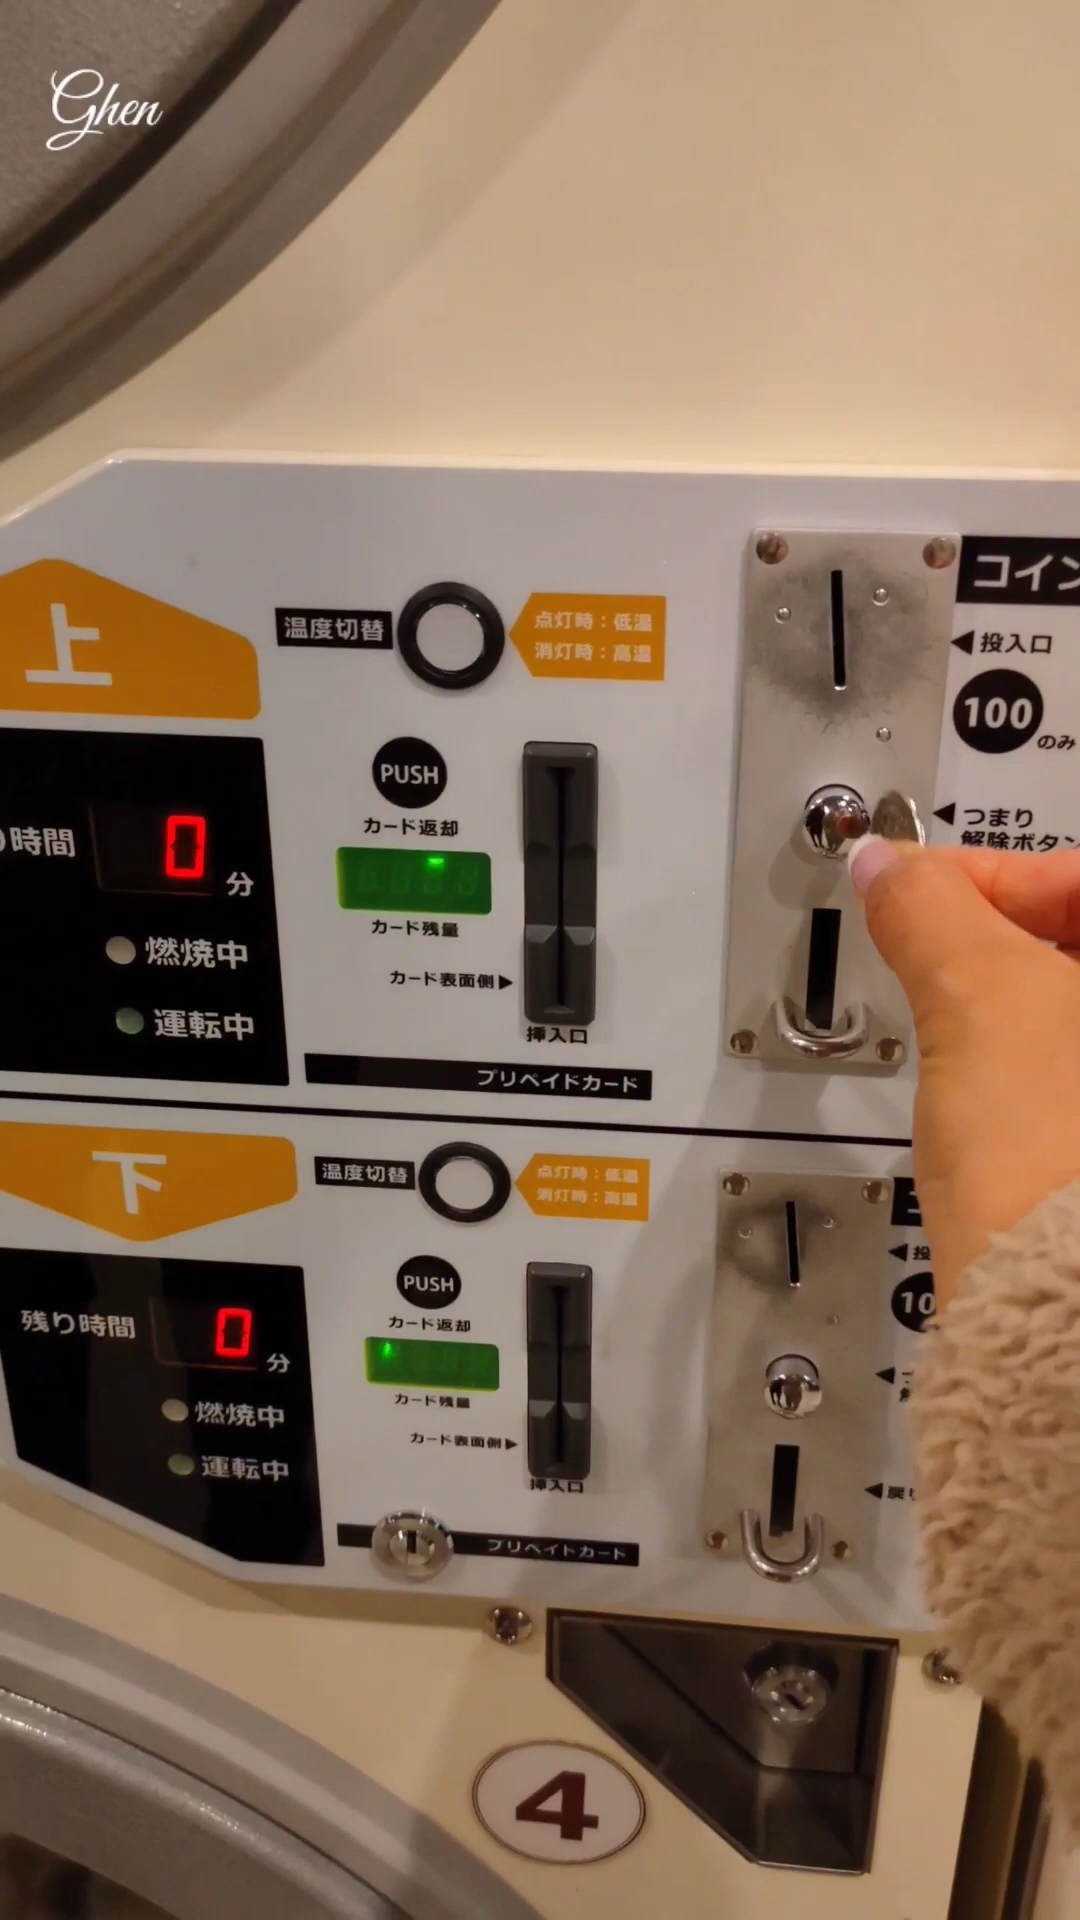 Ghen
コイン
上
温度切替
点灯時:低温
消灯時:高温
◀投入口
100
のみ
PUSH
カード返却
り時間
0
分
◀つまり
解除ボタン
カード残量
燃焼中
カード表面側▶
運転中
挿入口
プリペイドカード
下
温度切替
点灯時:低温
消灯時:高温
◀投
10
PUSH
カード返却
残り時間
0
分
カード残量
燃焼中
カード表面側▶
運転中
挿入口
◀戻り
プリペイドカード
4